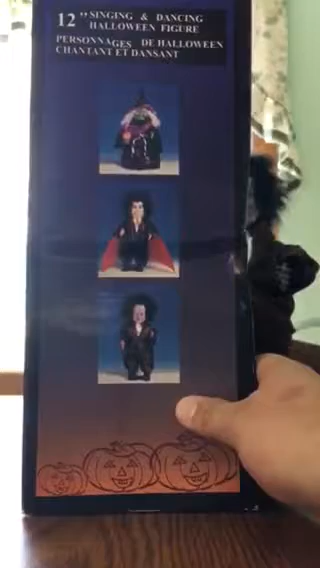 12" SINGING & DANCING
HALLOWEEN FIGURE
PERSONNAGES DE HALLOWEEN
CHANTANT ET DANSANT